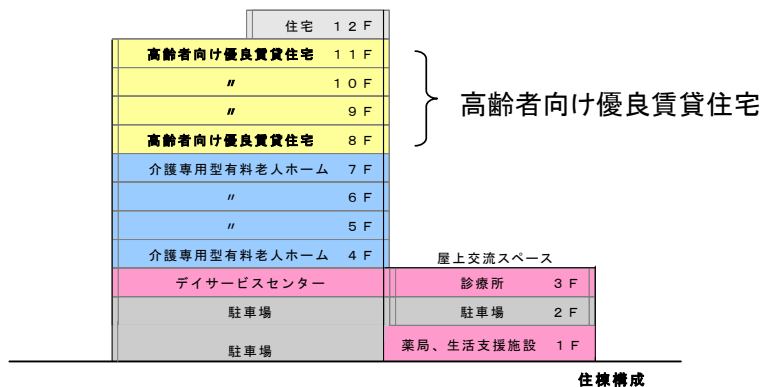 住宅 12F
高齢者向け優良賃貸住宅 11F
〃 10F
〃 9F
高齢者向け優良賃貸住宅 8F
高齢者向け優良賃貸住宅
介護専用型有料老人ホーム 7F
〃 6F
〃 5F
介護専用型有料老人ホーム 4F
屋上交流スペース
デイサービスセンター 診療所 3F
駐車場 駐車場 2F
駐車場 薬局、生活支援施設 1F
住棟構成